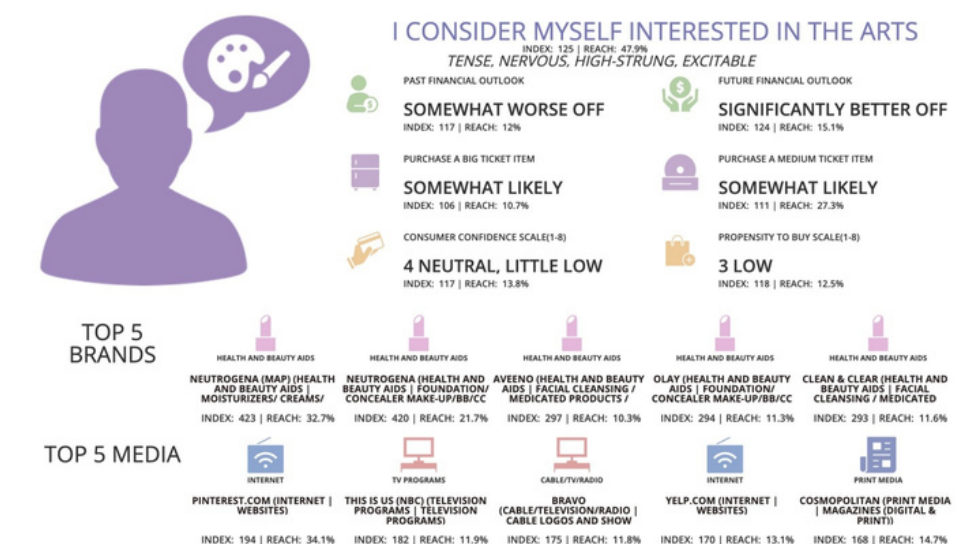 I CONSIDER MYSELF INTERESTED IN THE ARTS
INDEX: 125 | REACH: 47.9%
TENSE, NERVOUS, HIGH-STRUNG, EXCITABLE
PAST FINANCIAL OUTLOOK
SOMEWHAT WORSE OFF
INDEX: 117 | REACH: 12%
FUTURE FINANCIAL OUTLOOK
SIGNIFICANTLY BETTER OFF
INDEX: 124 | REACH: 15.1%
PURCHASE A BIG TICKET ITEM
SOMEWHAT LIKELY
INDEX: 106 | REACH: 10.7%
PURCHASE A MEDIUM TICKET ITEM
SOMEWHAT LIKELY
INDEX: 111 | REACH: 27.3%
CONSUMER CONFIDENCE SCALE(1-8)
4 NEUTRAL, LITTLE LOW
INDEX: 117 | REACH: 13.8%
PROPENSITY TO BUY SCALE(1-8)
3 LOW
INDEX: 118 | REACH: 12.5%
TOP 5
BRANDS
HEALTH AND BEAUTY AIDS
NEUTROGENA (MAP) (HEALTH
AND BEAUTY AIDS |
MOISTURIZERS/ CREAMS/
INDEX: 423 | REACH: 32.7%
HEALTH AND BEAUTY AIDS
NEUTROGENA (HEALTH AND
BEAUTY AIDS | FOUNDATION/
CONCEALER MAKE-UP/BB/CC
INDEX: 420 | REACH: 21.7%
HEALTH AND BEAUTY AIDS
AVEENO (HEALTH AND BEAUTY
AIDS | FACIAL CLEANSING /
MEDICATED PRODUCTS /
INDEX: 297 | REACH: 10.3%
HEALTH AND BEAUTY AIDS
OLAY (HEALTH AND BEAUTY
AIDS | FOUNDATION/
CONCEALER MAKE-UP/BB/CC
INDEX: 294 | REACH: 11.3%
HEALTH AND BEAUTY AIDS
CLEAN & CLEAR (HEALTH AND
BEAUTY AIDS | FACIAL
CLEANSING / MEDICATED
INDEX: 293 | REACH: 11.6%
TOP 5 MEDIA
INTERNET
PINTEREST.COM (INTERNET |
WEBSITES)
INDEX: 194 | REACH: 34.1%
TV PROGRAMS
THIS IS US (NBC) (TELEVISION
PROGRAMS | TELEVISION
PROGRAMS)
INDEX: 182 | REACH: 11.9%
CABLE/TV/RADIO
BRAVO
(CABLE/TELEVISION/RADIO |
CABLE LOGOS AND SHOW
INDEX: 175 | REACH: 11.8%
INTERNET
YELP.COM (INTERNET |
WEBSITES)
INDEX: 170 | REACH: 13.1%
PRINT MEDIA
COSMOPOLITAN (PRINT MEDIA
| MAGAZINES (DIGITAL &
PRINT))
INDEX: 168 | REACH: 14.7%